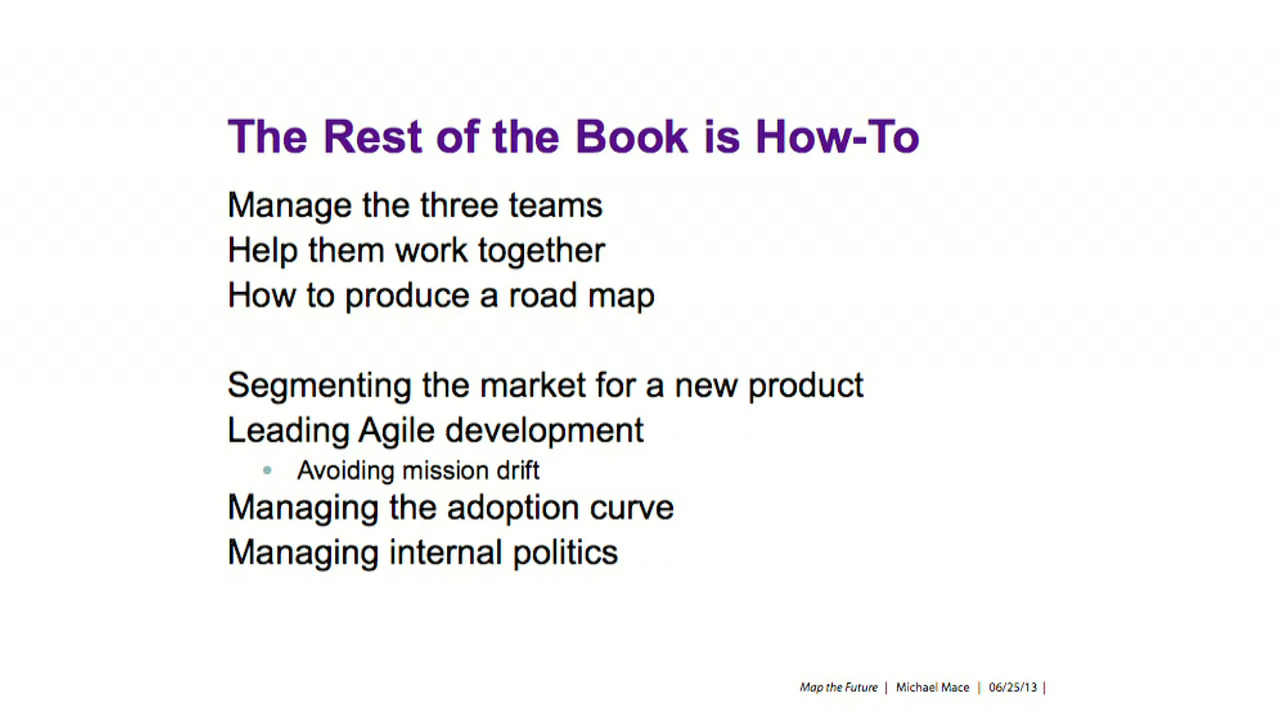 The Rest of the Book is How-To
Manage the three teams
Help them work together
How to produce a road map
Segmenting the market for a new product
Leading Agile development
• Avoiding mission drift
Managing the adoption curve
Managing internal politics
Map the Future | Michael Mace | 06/25/13 |